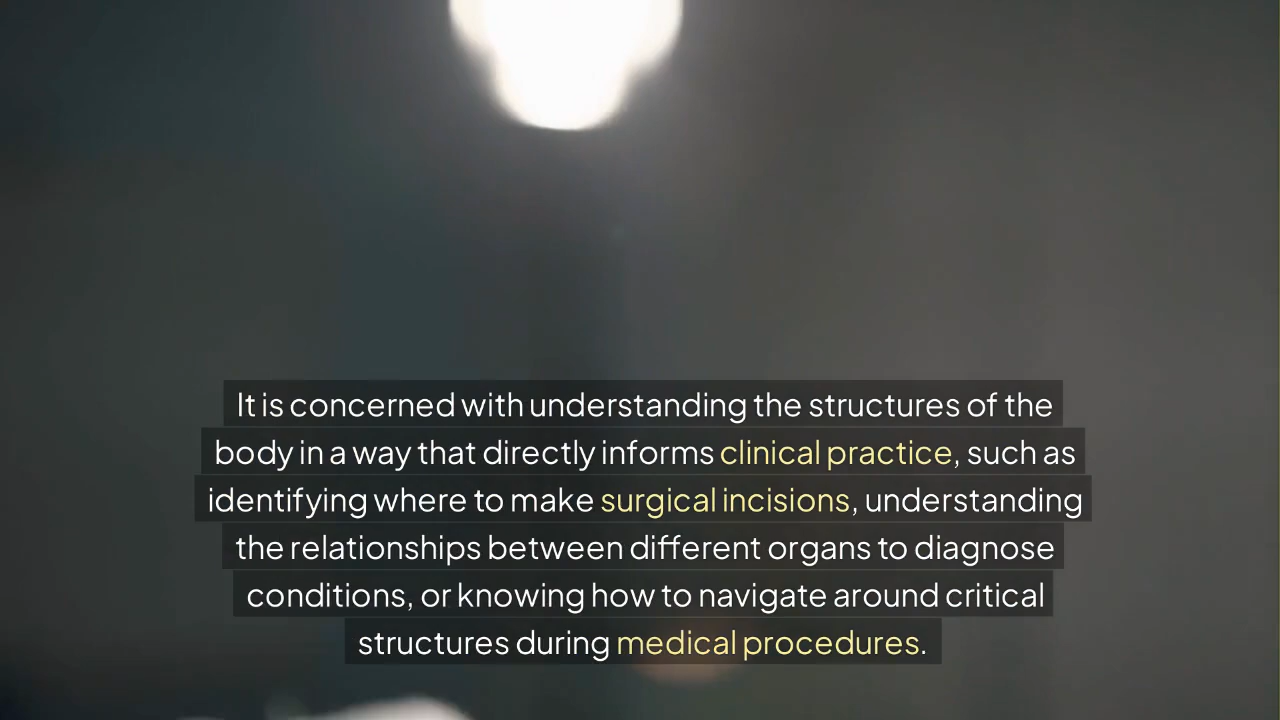 It is concerned with understanding the structures of the
body in a way that directly informs clinical practice, such as
identifying where to make surgical incisions, understanding
the relationships between different organs to diagnose
conditions, or knowing how to navigate around critical
structures during medical procedures.